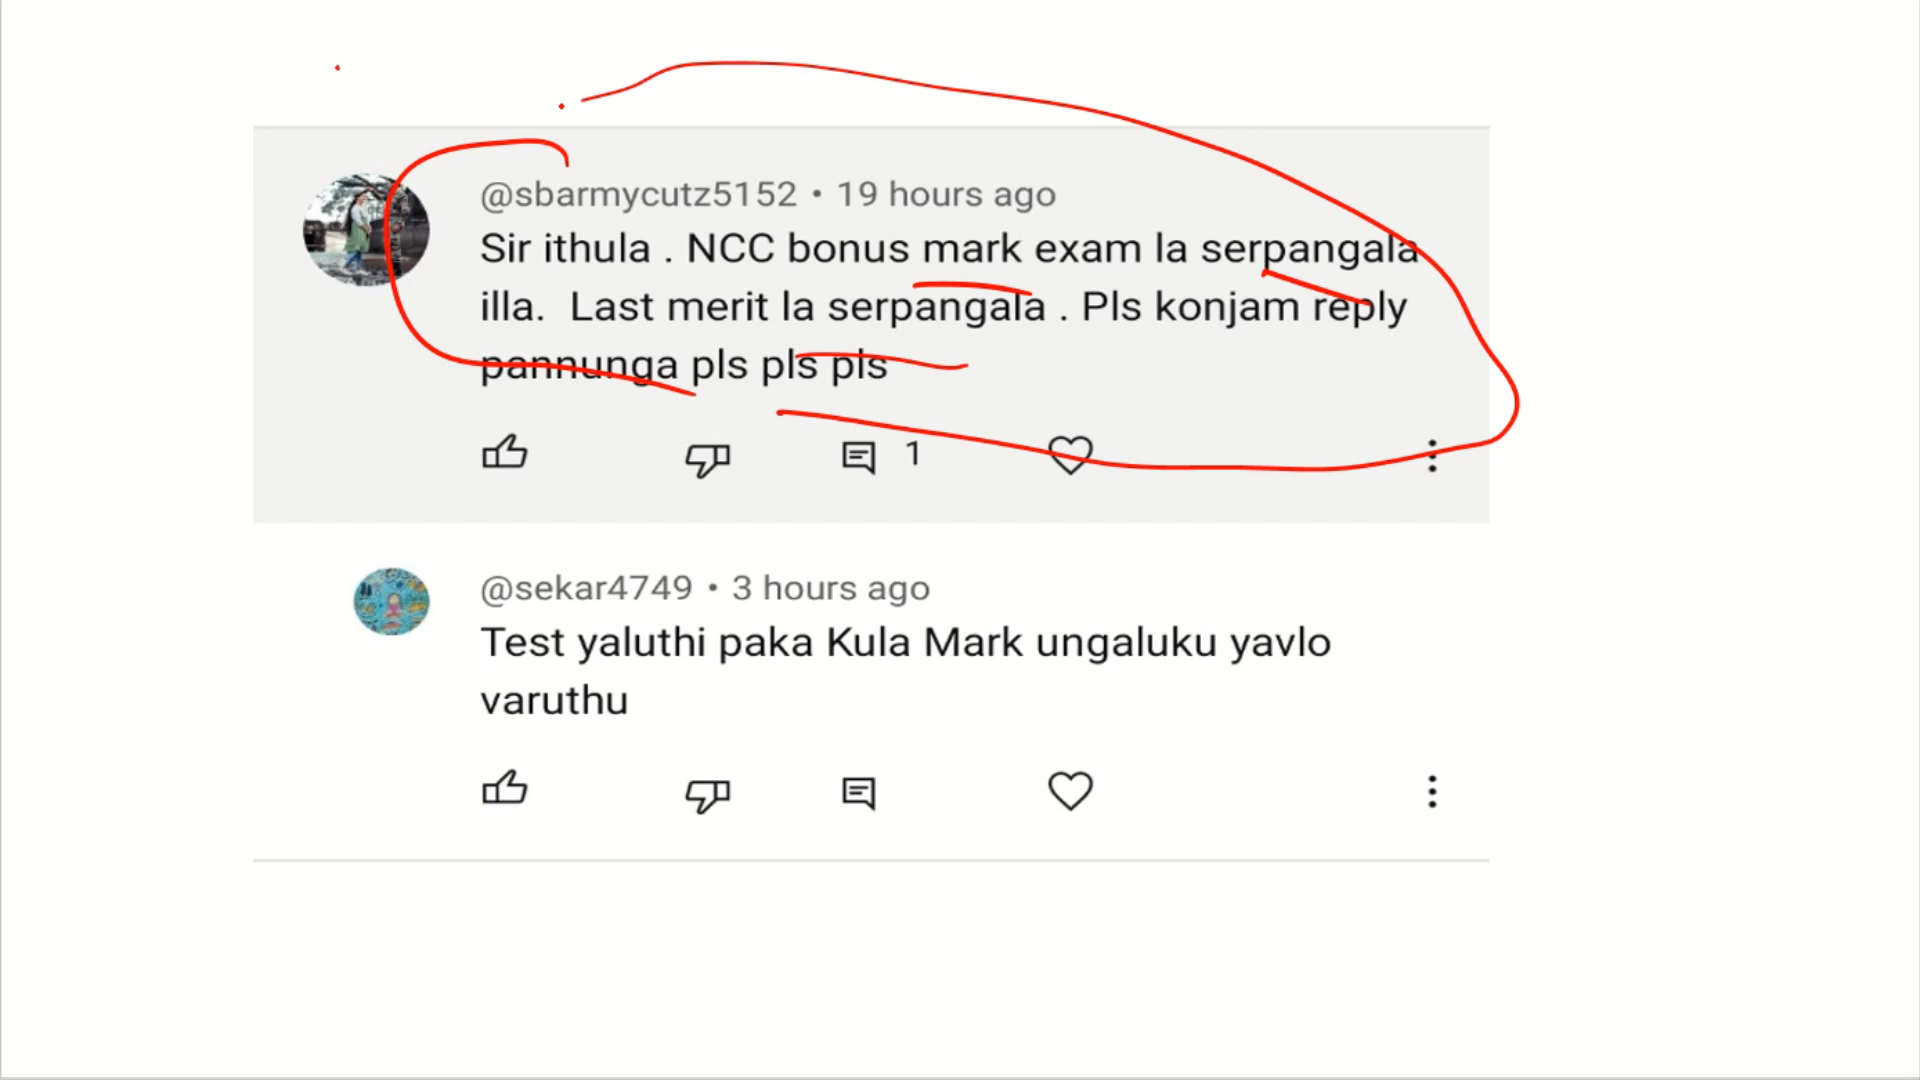 @sbarmycutz5152 • 19 hours ago
Sir ithula . NCC bonus mark exam la serpangala
illa.  Last merit la serpangala . Pls konjam reply
pannunga pls pls pls
1
@sekar4749 • 3 hours ago
Test yaluthi paka Kula Mark ungaluku yavlo
varuthu